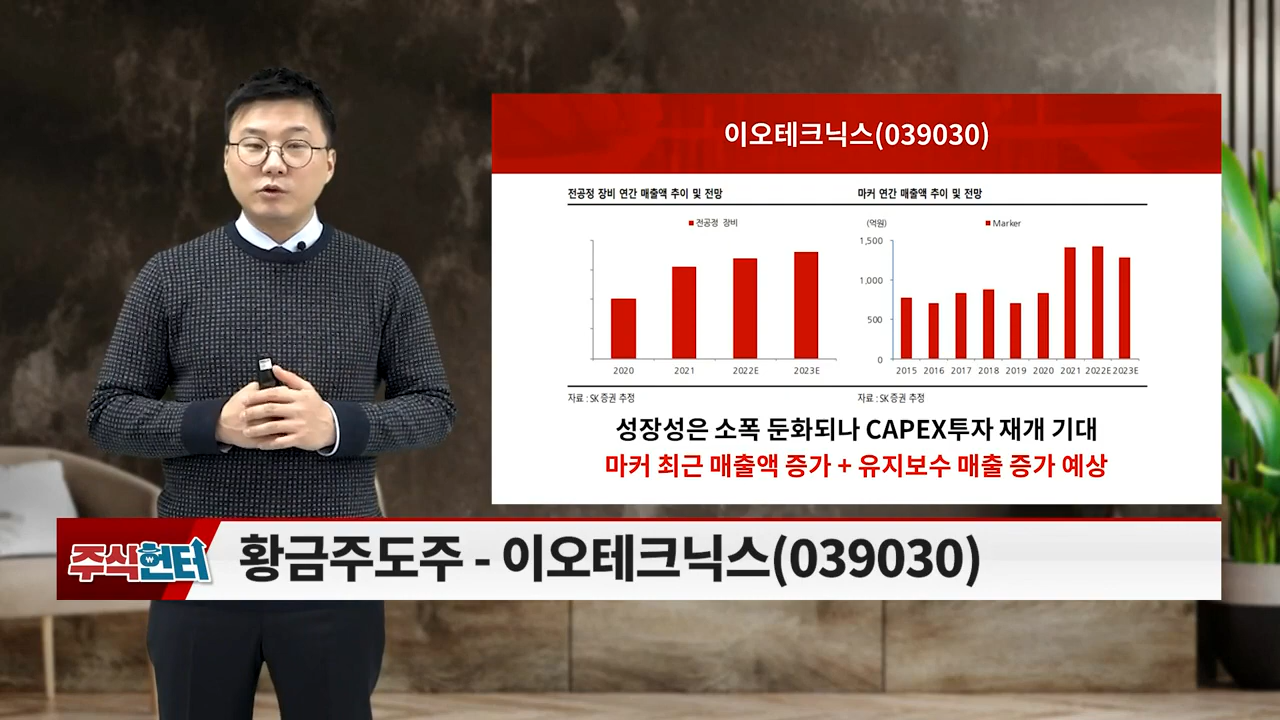 이오테크닉스(039030)
전공정 장비 연간 매출액 추이 및 전망
전공정 장비
2020 2021 2022E 2023E
자료 : SK 증권 추정
마커 연간 매출액 추이 및 전망
(억원)
Marker
1,500
1,000
500
0
2015 2016 2017 2018 2019 2020 2021 2022E 2023E
자료 : SK 증권 추정
성장성은 소폭 둔화되나 CAPEX투자 재개 기대
마커 최근 매출액 증가 + 유지보수 매출 증가 예상
주식헌터
황금주도주 - 이오테크닉스(039030)